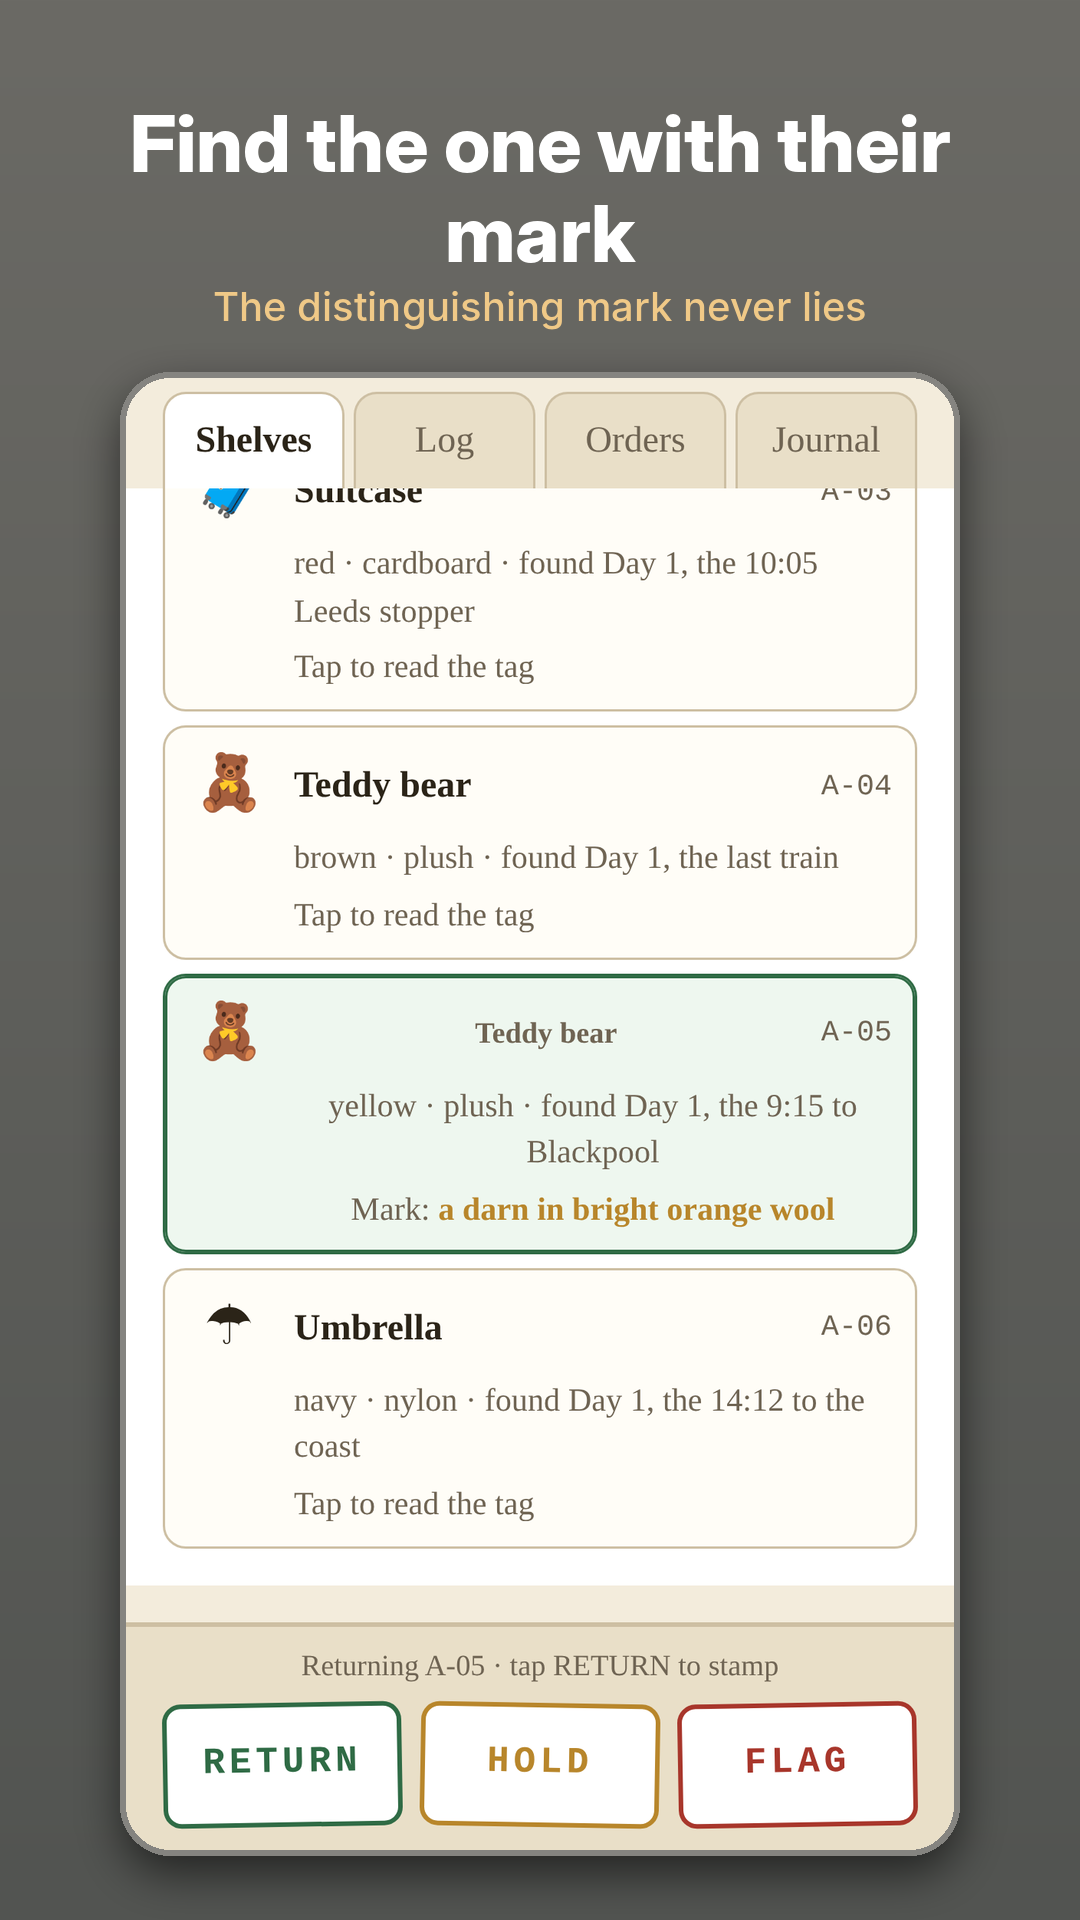 Find the one with their
mark
The distinguishing mark never lies
Shelves
Log
Orders
Journal
Suitcase
A-03
red · cardboard · found Day 1, the 10:05
Leeds stopper
Tap to read the tag
Teddy bear
A-04
brown · plush · found Day 1, the last train
Tap to read the tag
Teddy bear
A-05
yellow · plush · found Day 1, the 9:15 to
Blackpool
Mark: a darn in bright orange wool
Umbrella
A-06
navy · nylon · found Day 1, the 14:12 to the
coast
Tap to read the tag
Returning A-05 · tap RETURN to stamp
RETURN
HOLD
FLAG